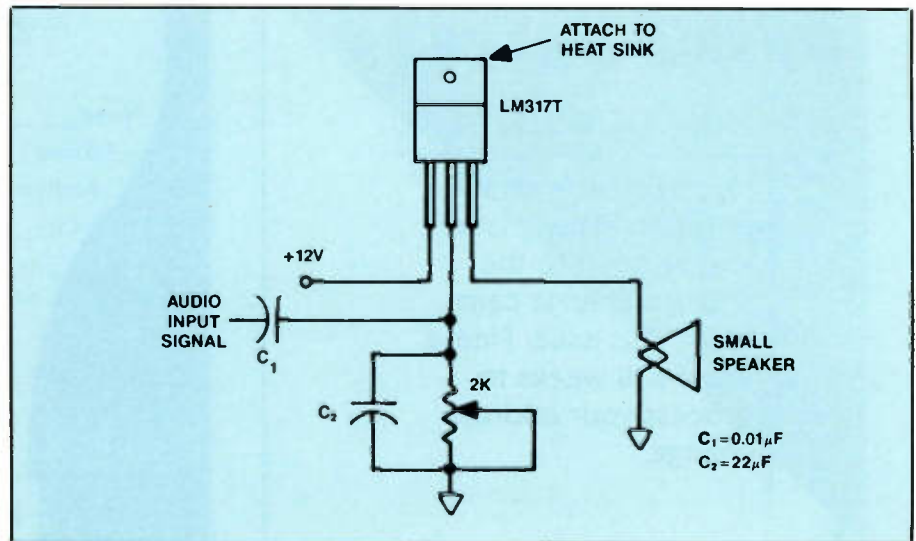 ATTACH TO
HEAT SINK
LM317T
+12V
AUDIO
INPUT
SIGNAL
C₁
C₂
2K
SMALL
SPEAKER
C₁=0.01µF
C₂=22µF